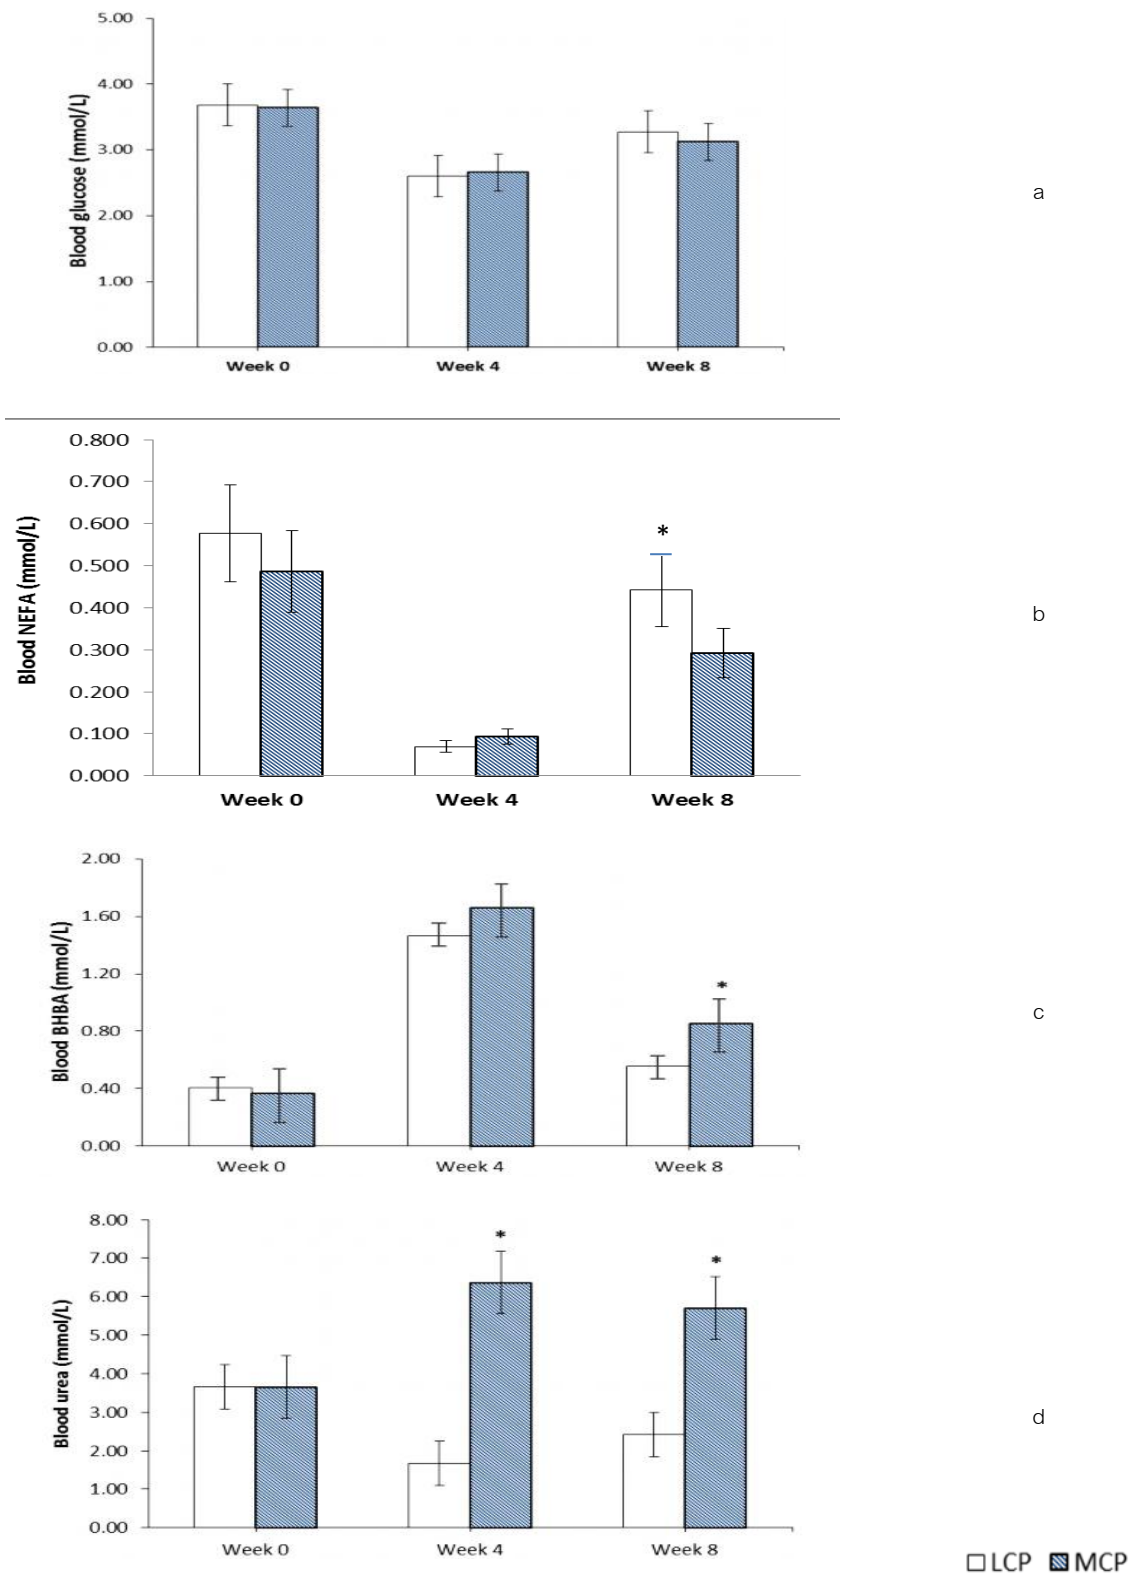 5.00
4.00
3.00
2.00
1.00
0.00
Blood glucose (mmol/L)
Week 0 Week 4 Week 8
a
0.800
0.700
0.600
0.500
0.400
0.300
0.200
0.100
0.000
Blood NEFA (mmol/L)
*
Week 0 Week 4 Week 8
b
2.00
1.60
1.20
0.80
0.40
0.00
Blood BHBA (mmol/L)
*
Week 0 Week 4 Week 8
c
8.00
7.00
6.00
5.00
4.00
3.00
2.00
1.00
0.00
Blood urea (mmol/L)
* *
Week 0 Week 4 Week 8
d
LCP MCP